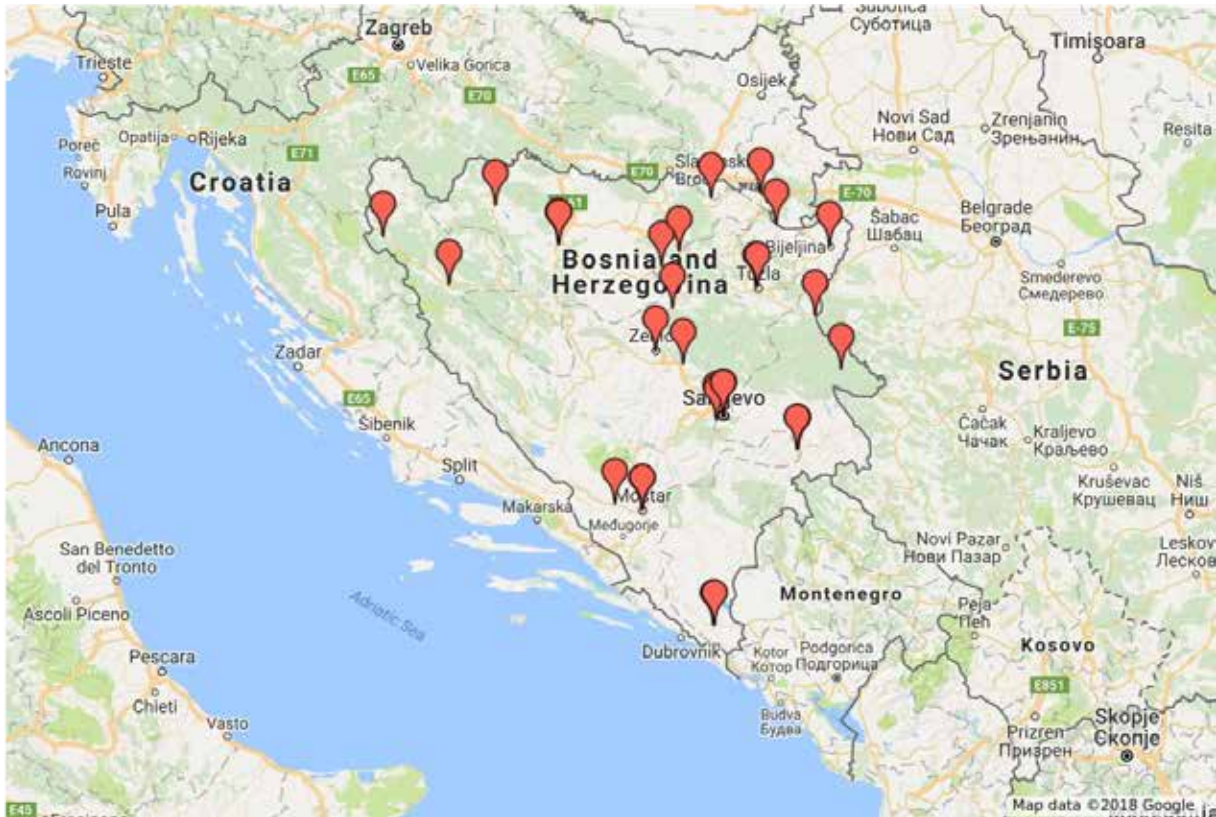 Subotica
Суботица
Zagreb
Timișoara
Trieste
Velika Gorica
E65
E70
Osijek
Novi Sad
Нови Сад
Zrenjanin
Зрењанин
Resita
Poreč
Opatija
Rijeka
Rovinj
E71
E70
Croatia
E-70
Pula
Šabac
Шабац
Belgrade
Београд
Bijeljina
Bosnia and
Herzegovina
Tuzla
Smederevo
Смедерево
E-75
Zadar
Serbia
E65
Sarajevo
Čačak
Чачак
Kraljevo
Краљево
Šibenik
Ancona
Split
Kruševac
Крушевац
Niš
Ниш
Mostar
Makarska
Međugorje
San Benedetto
del Tronto
Novi Pazar
Нови Пазар
Ascoli Piceno
Adriatic Sea
Montenegro
Peja
Пећ
Kosovo
Dubrovnik
Kotor
Котор
Podgorica
Подгорица
Pescara
Chieti
E851
Budva
Будва
Vasto
Prizren
Призрен
Skopje
Скопје
E45
Map data ©2018 Google